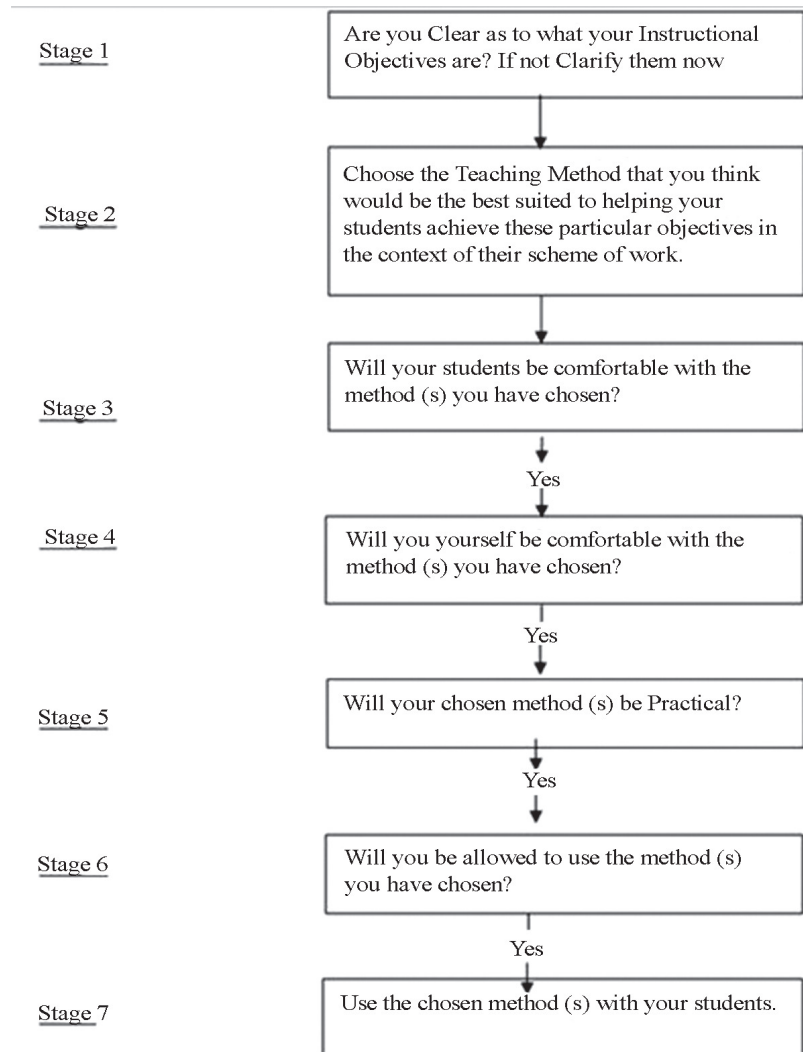 Stage 1
Are you Clear as to what your Instructional
Objectives are? If not Clarify them now
Stage 2
Choose the Teaching Method that you think
would be the best suited to helping your
students achieve these particular objectives in
the context of their scheme of work.
Stage 3
Will your students be comfortable with the
method (s) you have chosen?
Yes
Stage 4
Will you yourself be comfortable with the
method (s) you have chosen?
Yes
Stage 5
Will your chosen method (s) be Practical?
Yes
Stage 6
Will you be allowed to use the method (s)
you have chosen?
Yes
Stage 7
Use the chosen method (s) with your students.